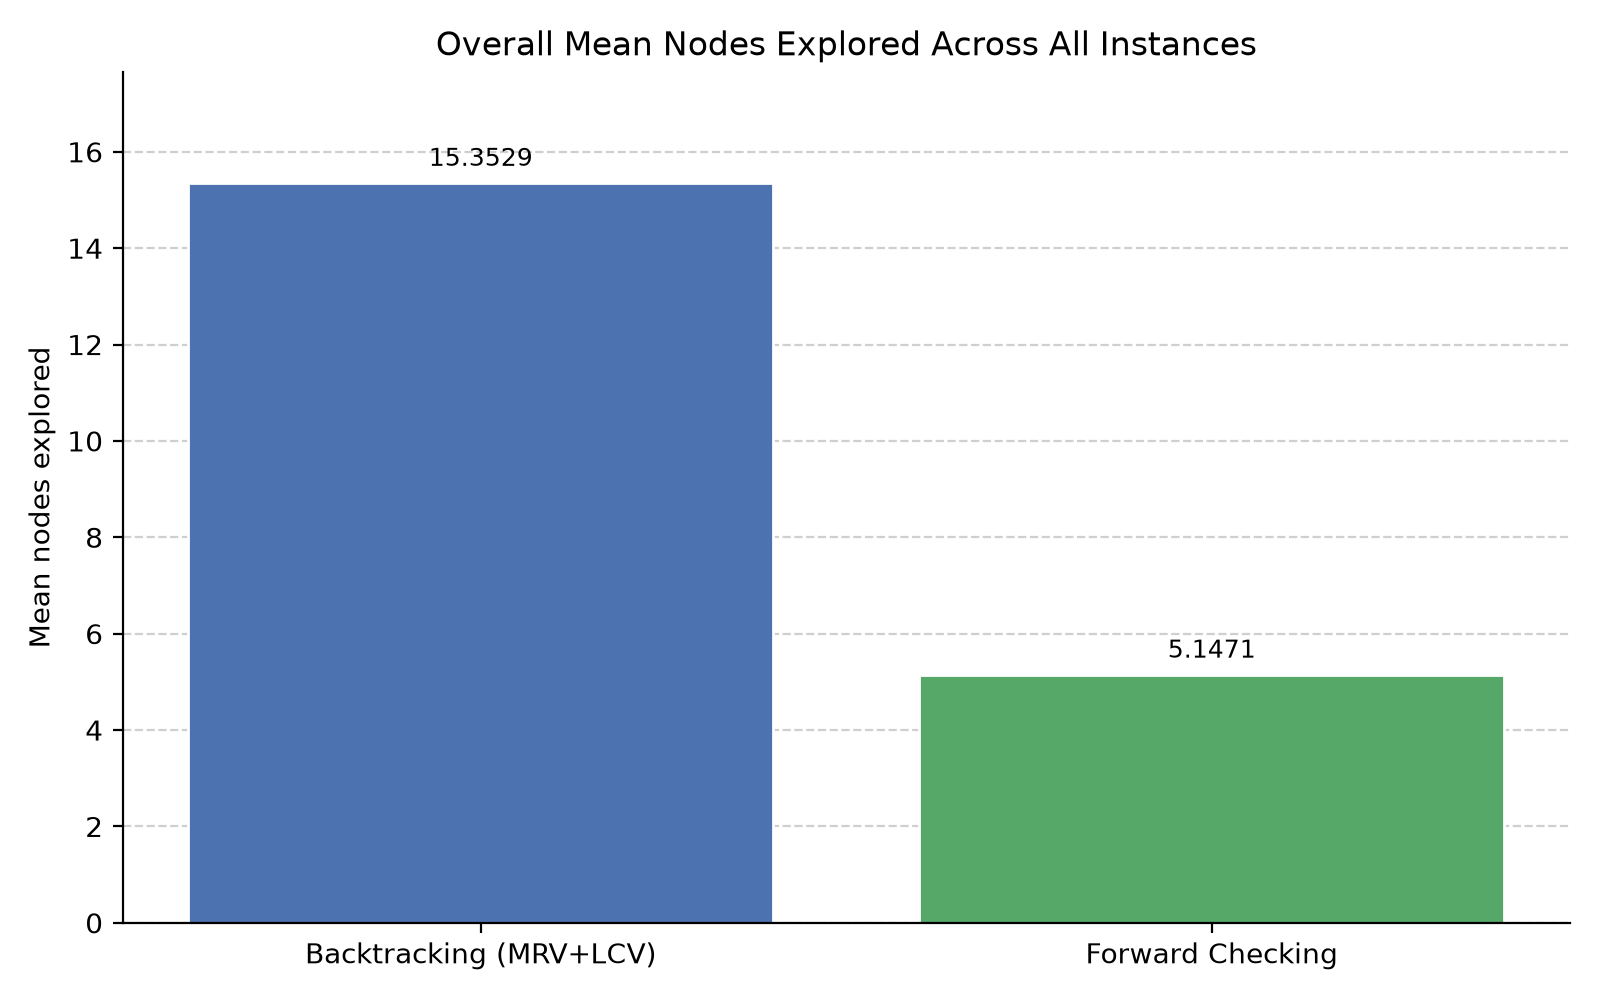 Overall Mean Nodes Explored Across All Instances
Mean nodes explored
16
14
12
10
8
6
4
2
0
15.3529
5.1471
Backtracking (MRV+LCV)
Forward Checking